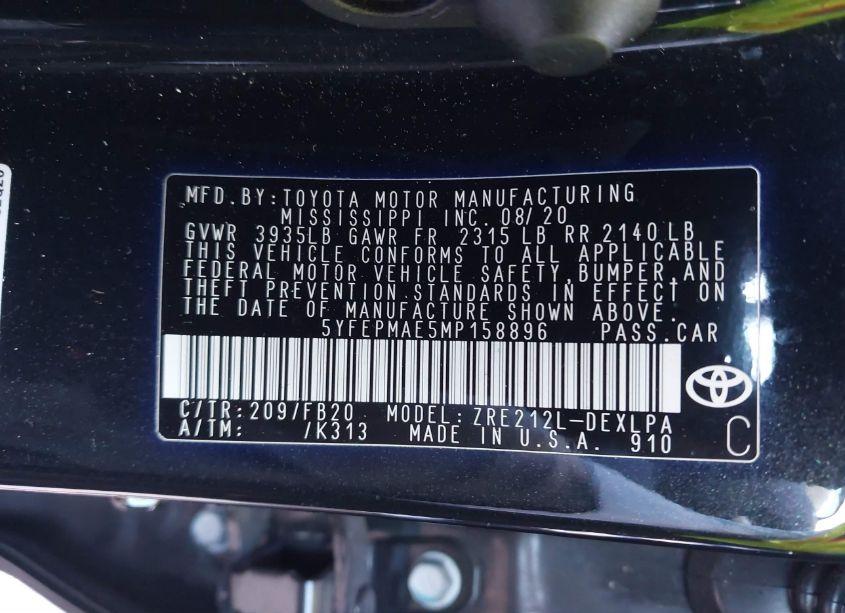 MFD. BY: TOYOTA MOTOR MANUFACTURING
MISSISSIPPI INC. 08/20
GVWR 3935LB GAWR FR 2315 LB RR 2140 LB
THIS VEHICLE CONFORMS TO ALL APPLICABLE
FEDERAL MOTOR VEHICLE SAFETY, BUMPER, AND
THEFT PREVENTION STANDARDS IN EFFECT ON
THE DATE OF MANUFACTURE SHOWN ABOVE.
5YFEPMAE5MP158896 PASS. CAR
C/TR: 209/FB20 MODEL: ZRE212L-DEXLPA
A/TM: /K313 MADE IN U.S.A. 910 C